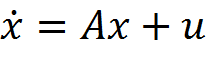 ẋ = Ax + u